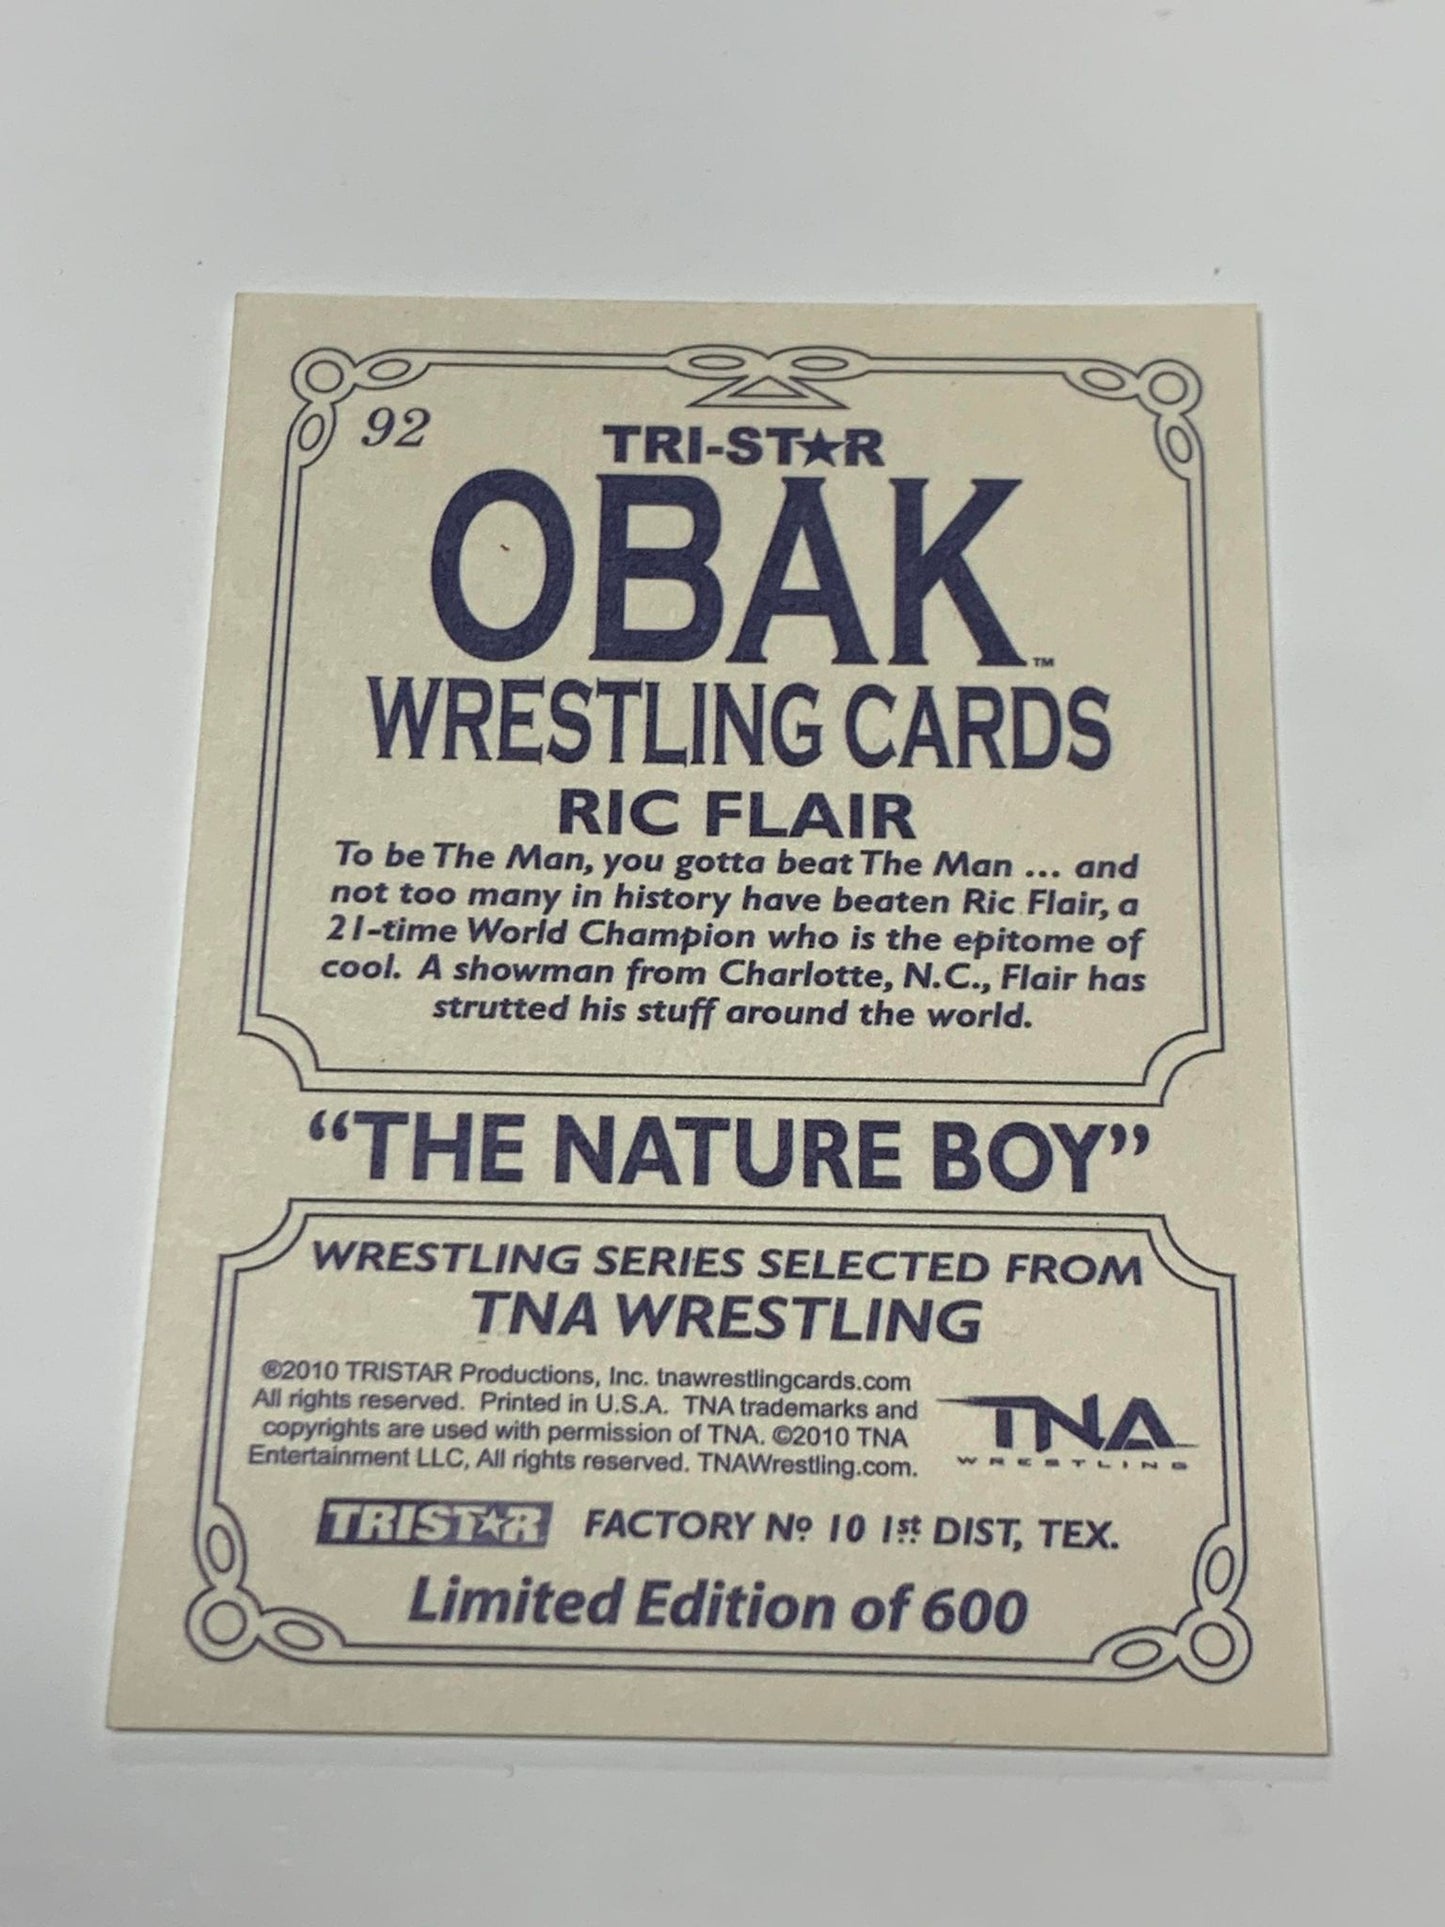 92
TRI-ST★R
OBAK™
WRESTLING CARDS
RIC FLAIR
To be The Man, you gotta beat The Man ... and
not too many in history have beaten Ric Flair, a
21-time World Champion who is the epitome of
cool. A showman from Charlotte, N.C., Flair has
strutted his stuff around the world.
“THE NATURE BOY”
WRESTLING SERIES SELECTED FROM
TNA WRESTLING
®2010 TRISTAR Productions, Inc. tnawrestlingcards.com
All rights reserved. Printed in U.S.A. TNA trademarks and
copyrights are used with permission of TNA. ©2010 TNA
Entertainment LLC, All rights reserved. TNAWrestling.com.
TNA
WRESTLING
TRIST★R FACTORY Nº 10 1st DIST, TEX.
Limited Edition of 600